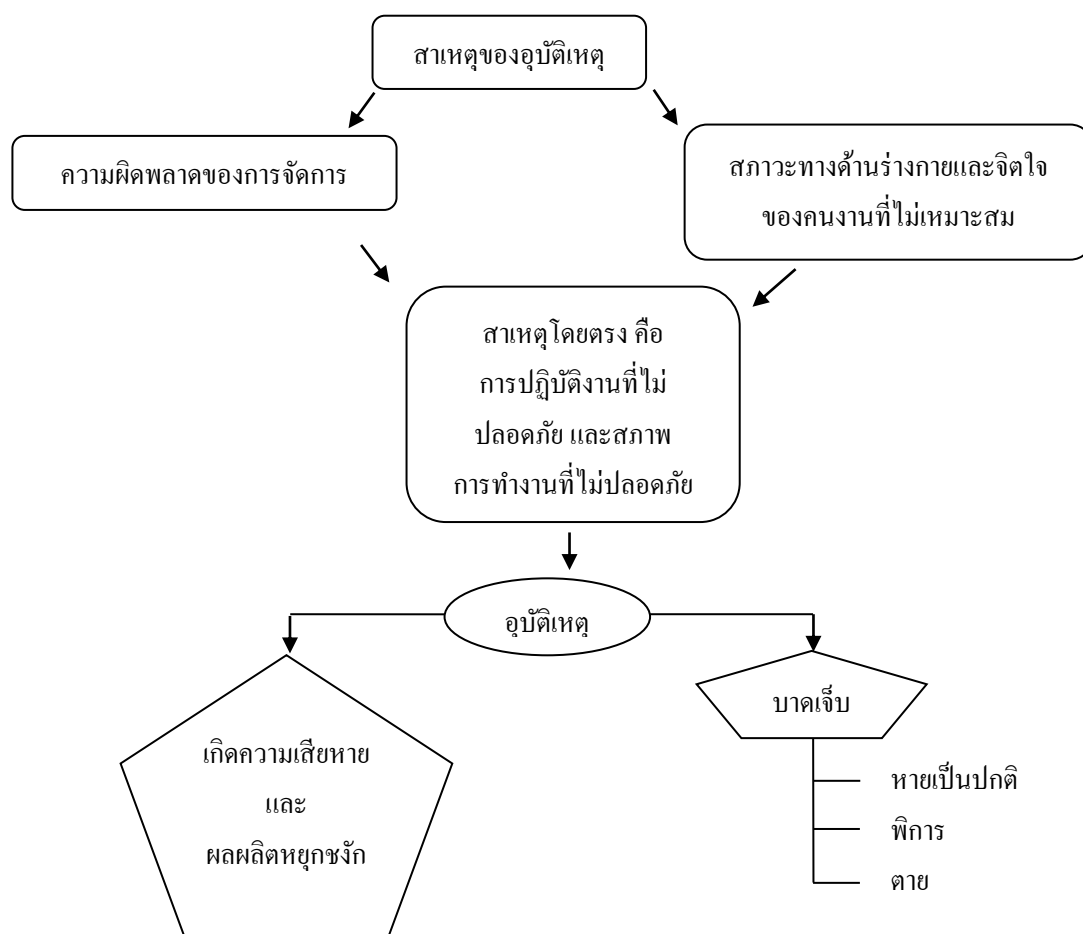 สาเหตุของอุบัติเหตุ
ความผิดพลาดของการจัดการ
สภาวะทางด้านร่างกายและจิตใจ
ของคนงานที่ไม่เหมาะสม
สาเหตุโดยตรง คือ
การปฏิบัติงานที่ไม่
ปลอดภัย และสภาพ
การทำงานที่ไม่ปลอดภัย
อุบัติเหตุ
เกิดความเสียหาย
และ
ผลผลิตหยุกชงัก
บาดเจ็บ
หายเป็นปกติ
พิการ
ตาย